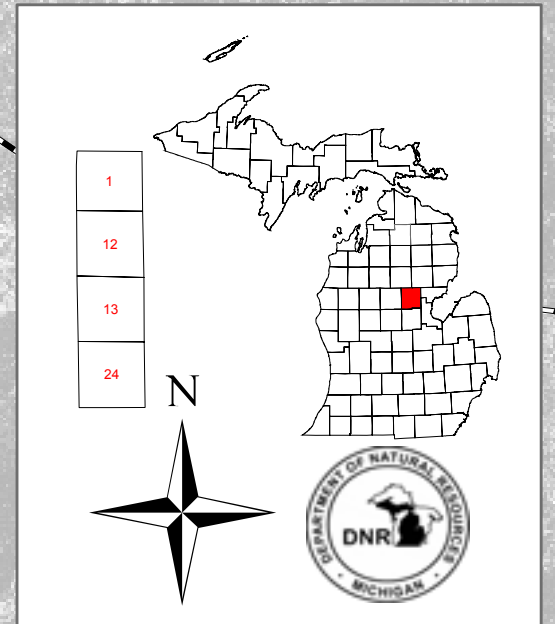 1
12
13
24
N
DEPARTMENT OF NATURAL RESOURCES
DNR
• MICHIGAN •